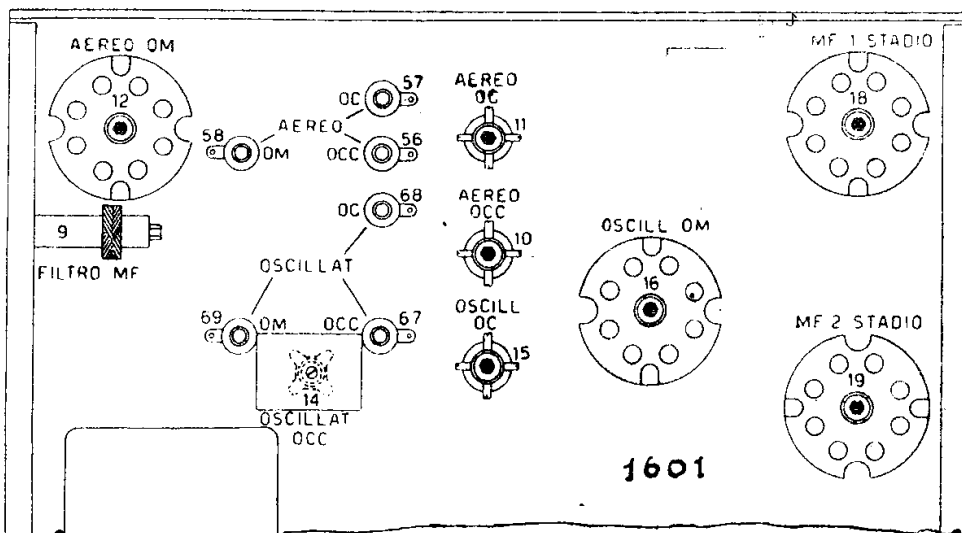 AEREO OM
12
58
OM
AEREO
OC
57
OCC
56
AEREO
OC
11
MF 1 STADIO
18
9
FILTRO MF
OC
68
OSCILLAT
69
OM
OCC
67
14
OSCILLAT
OCC
AEREO
OCC
10
OSCILL
OC
15
OSCILL OM
16
MF 2 STADIO
19
1601